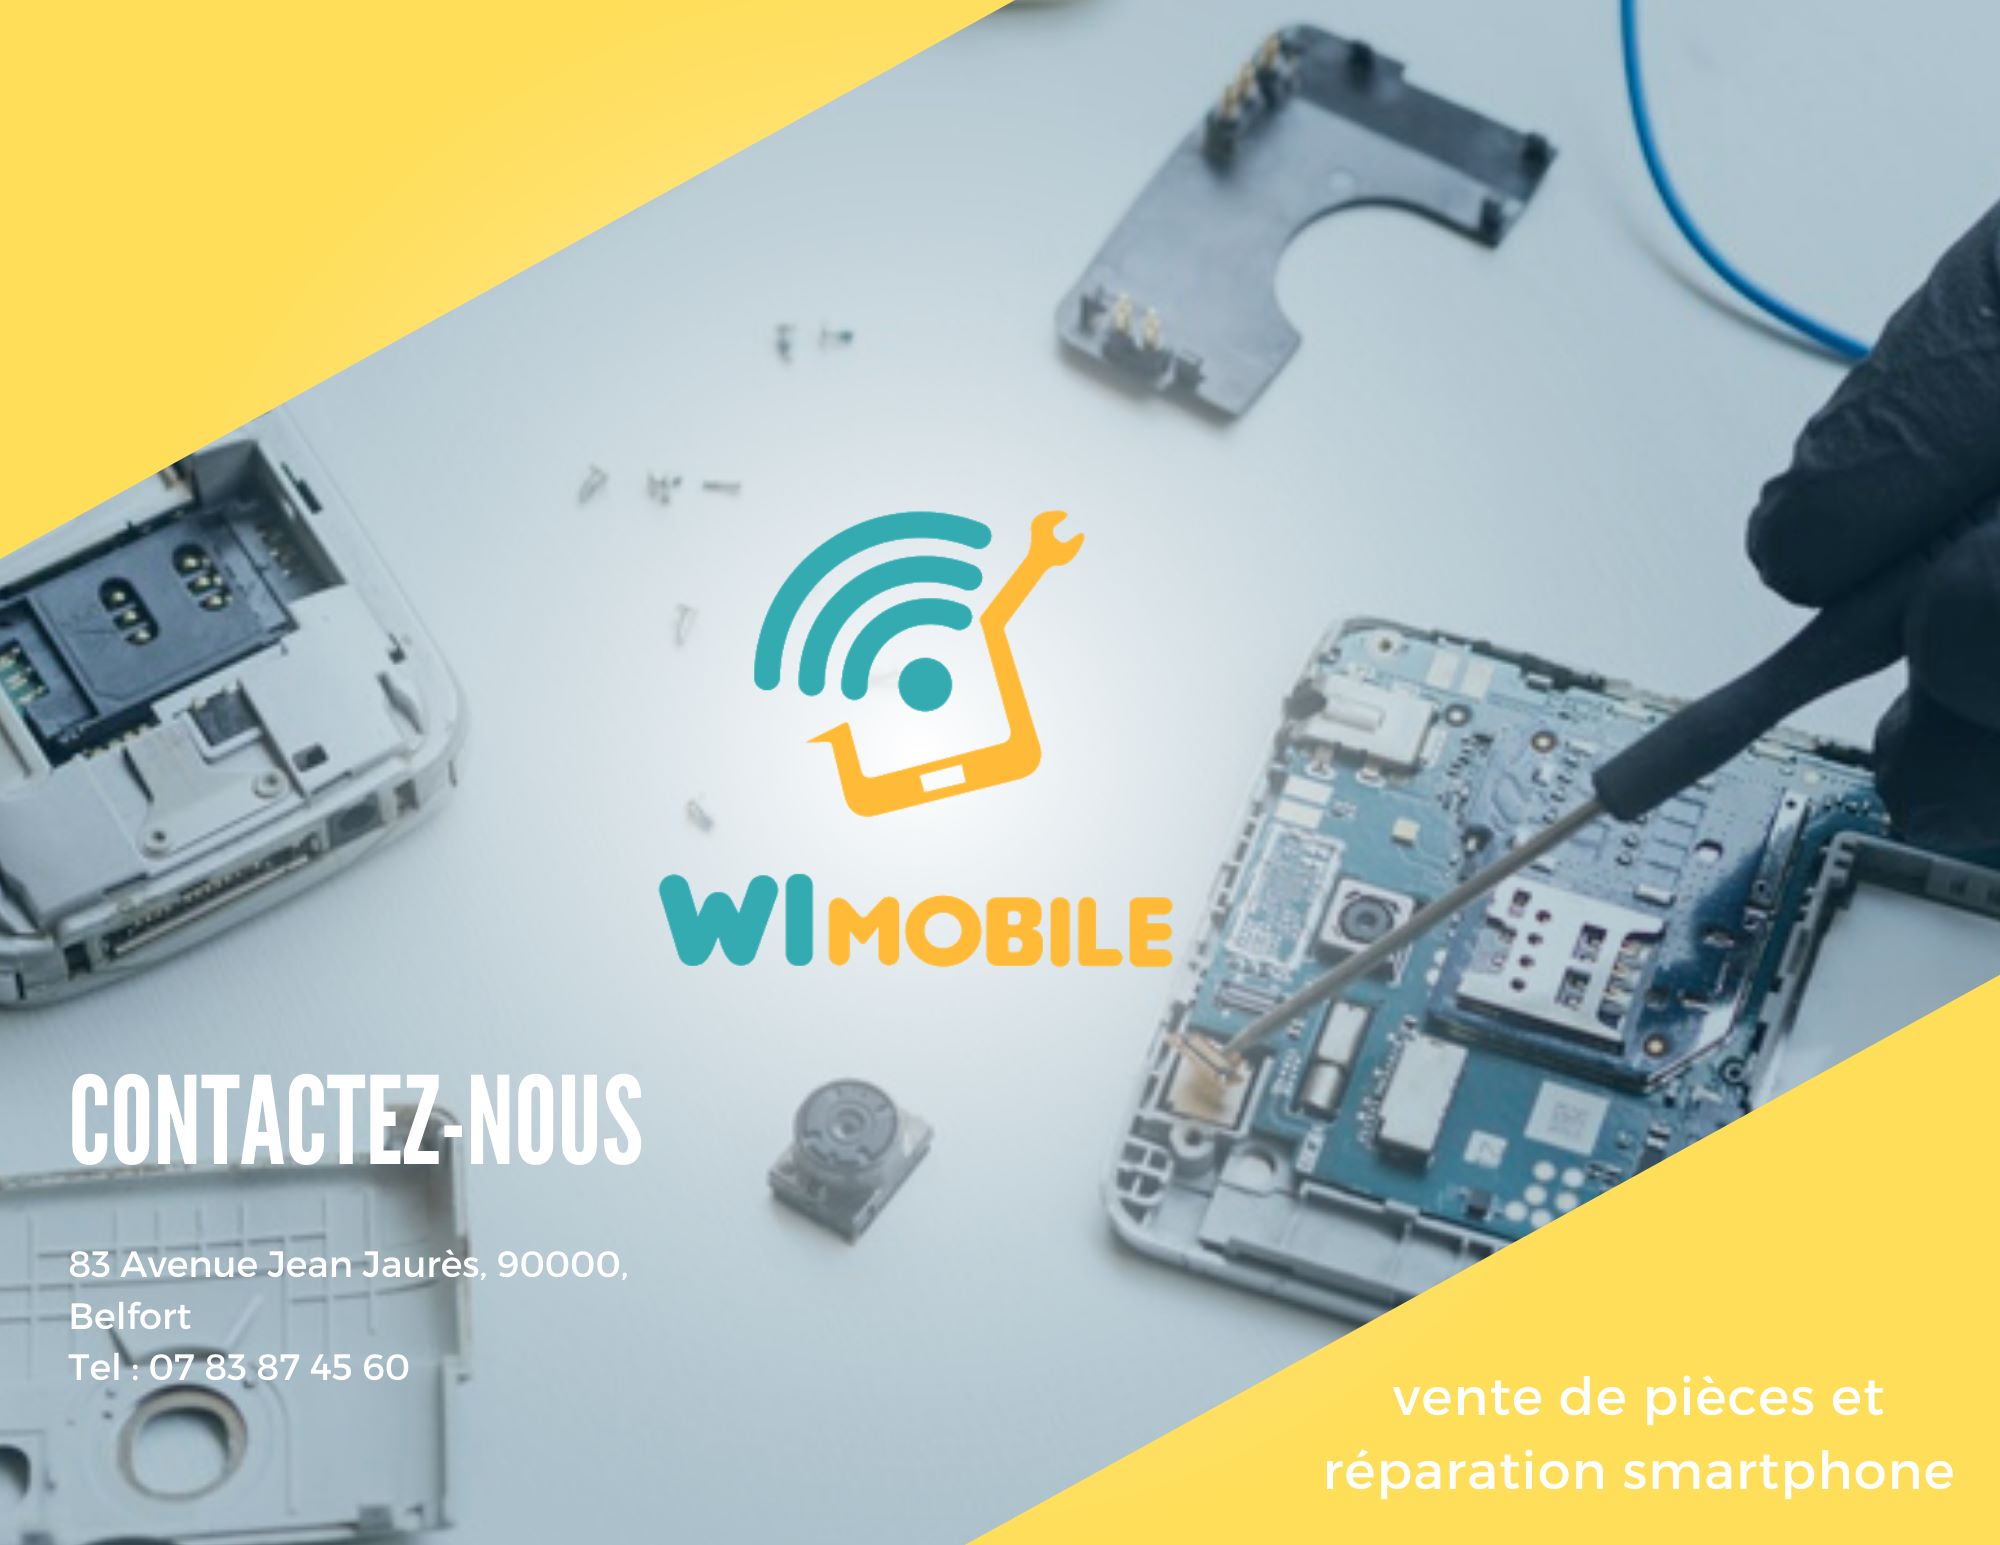 WIMOBILE
CONTACTEZ-NOUS
83 Avenue Jean Jaurès, 90000,
Belfort
Tel : 07 83 87 45 60
vente de pièces et
réparation smartphone